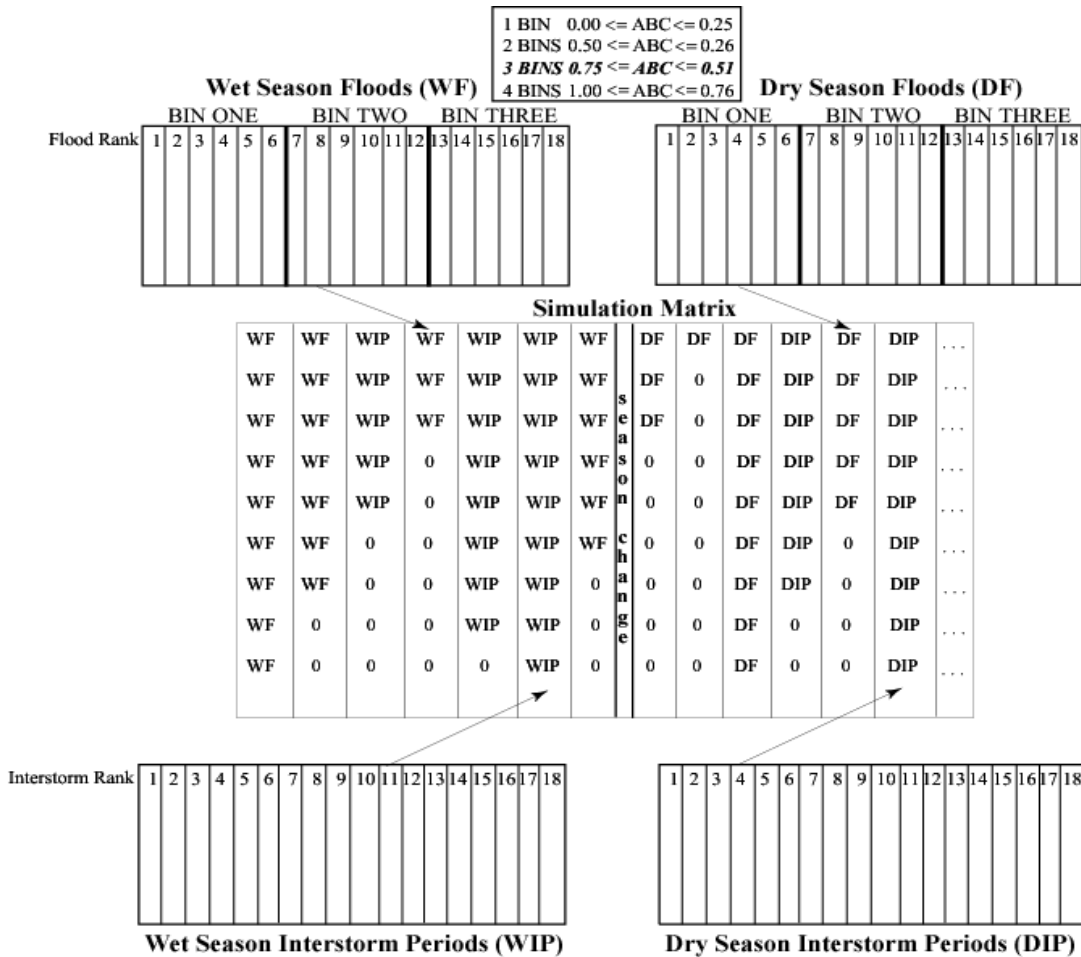 1 BIN 0.00 <= ABC <= 0.25
2 BINS 0.50 <= ABC <= 0.26
3 BINS 0.75 <= ABC <= 0.51
4 BINS 1.00 <= ABC <= 0.76
Wet Season Floods (WF) Dry Season Floods (DF)
BIN ONE BIN TWO BIN THREE BIN ONE BIN TWO BIN THREE
Flood Rank 1 2 3 4 5 6 7 8 9 10 11 12 13 14 15 16 17 18 1 2 3 4 5 6 7 8 9 10 11 12 13 14 15 16 17 18
Simulation Matrix
WF WF WIP WF WIP WIP WF DF DF DF DIP DF DIP . . .
WF WF WIP WF WIP WIP WF DF 0 DF DIP DF DIP . . .
WF WF WIP WF WIP WIP WF DF 0 DF DIP DF DIP . . .
WF WF WIP 0 WIP WIP WF 0 0 DF DIP DF DIP . . .
WF WF WIP 0 WIP WIP WF 0 0 DF DIP DF DIP . . .
WF WF 0 0 WIP WIP WF 0 0 DF DIP 0 DIP . . .
WF WF 0 0 WIP WIP 0 0 0 DF DIP 0 DIP . . .
WF 0 0 0 WIP WIP 0 0 0 DF 0 0 DIP . . .
WF 0 0 0 0 WIP 0 0 0 DF 0 0 DIP . . .
season change
Interstorm Rank 1 2 3 4 5 6 7 8 9 10 11 12 13 14 15 16 17 18 1 2 3 4 5 6 7 8 9 10 11 12 13 14 15 16 17 18
Wet Season Interstorm Periods (WIP) Dry Season Interstorm Periods (DIP)